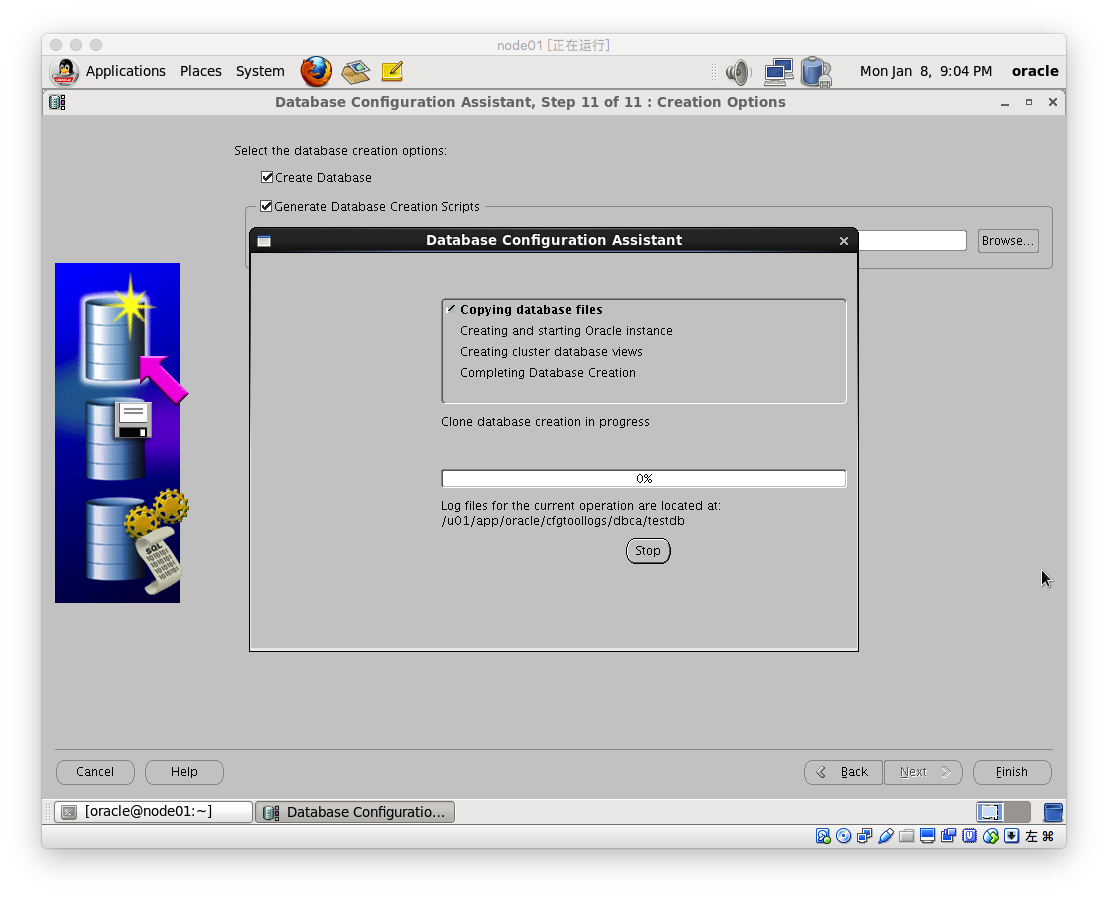 node01 [正在运行]
Applications Places System Mon Jan 8, 9:04 PM oracle
Database Configuration Assistant, Step 11 of 11 : Creation Options
Select the database creation options:
Create Database
Generate Database Creation Scripts
Browse...
Database Configuration Assistant
Copying database files
Creating and starting Oracle instance
Creating cluster database views
Completing Database Creation
Clone database creation in progress
0%
Log files for the current operation are located at:
/u01/app/oracle/cfgtoollogs/dbca/testdb
Stop
SQL
Cancel Help Back Next Finish
[oracle@node01:~] Database Configuratio...
左 ⌘